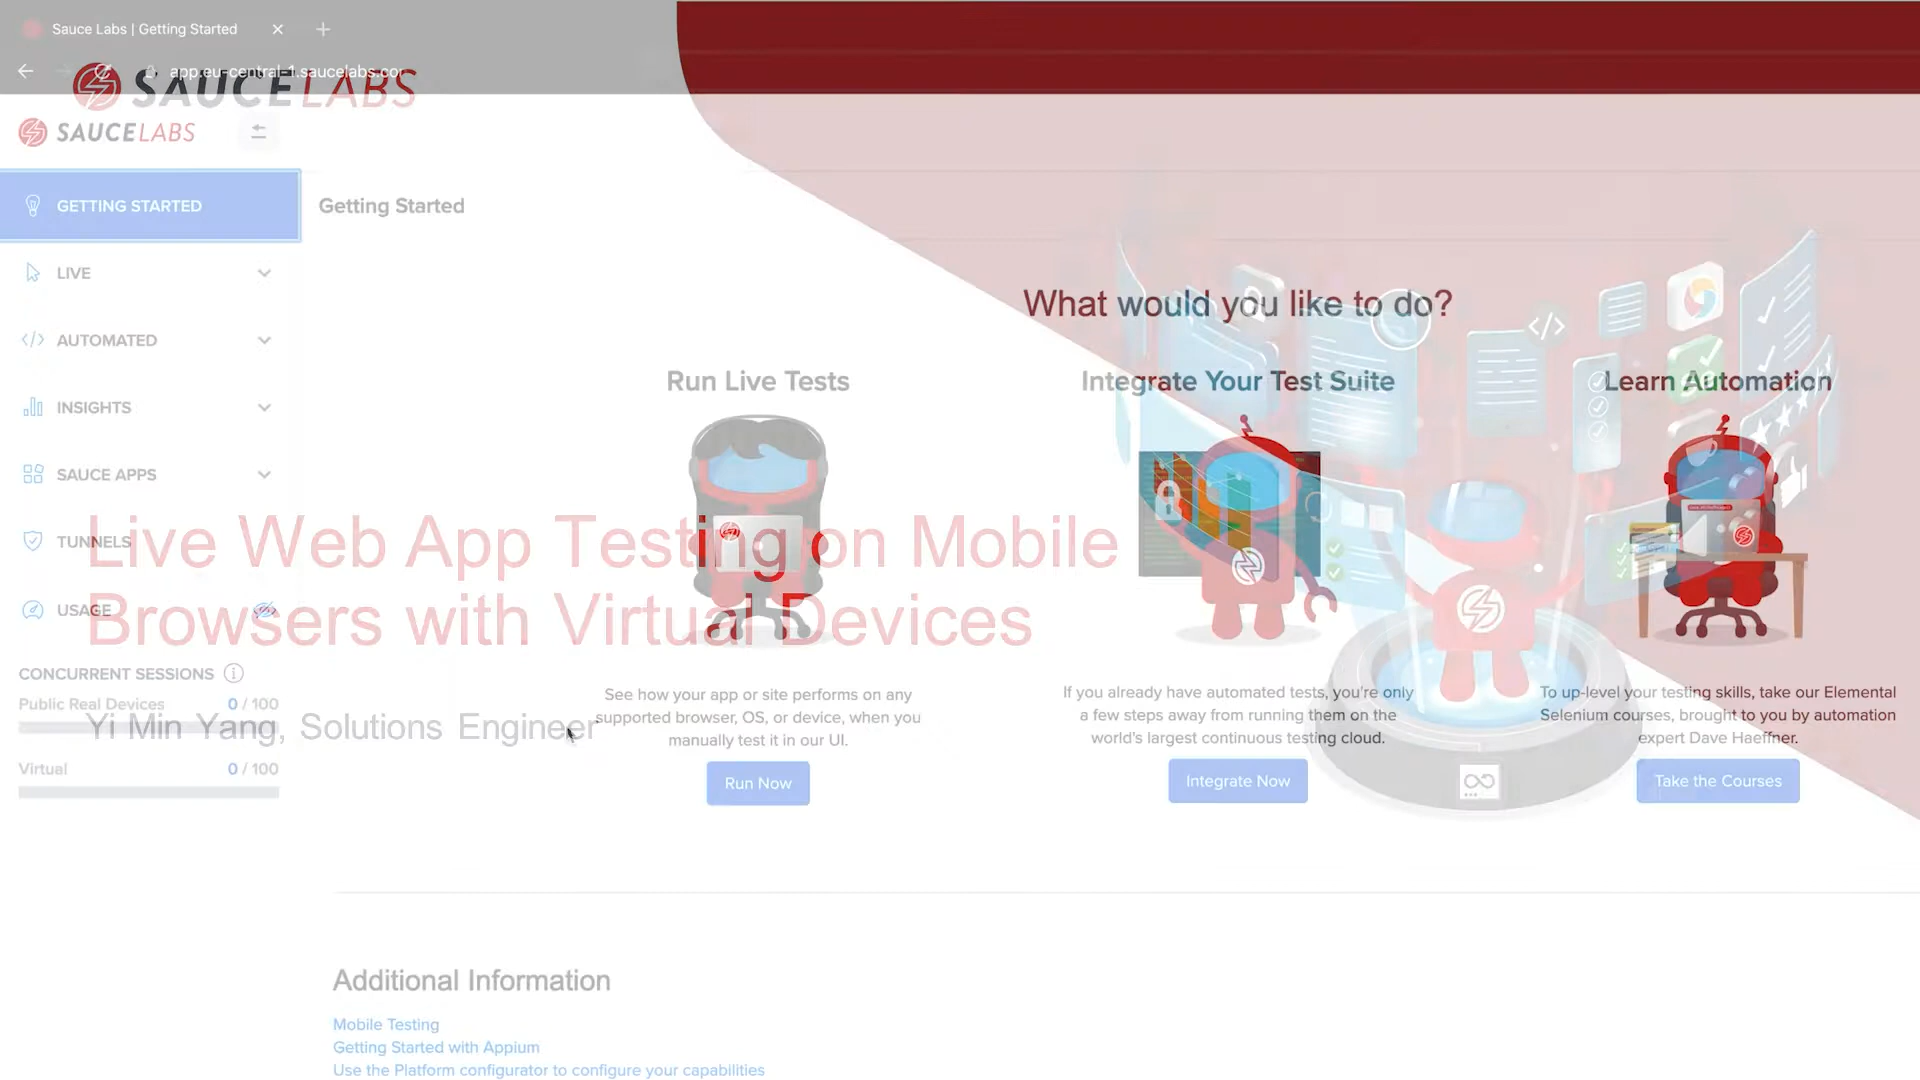 Sauce Labs | Getting Started
app.eu-central-1.saucelabs.co
SAUCELABS
SAUCELABS
GETTING STARTED
Getting Started
LIVE
AUTOMATED
INSIGHTS
SAUCE APPS
TUNNELS
USAGE
CONCURRENT SESSIONS
Public Real Devices 0 / 100
Virtual 0 / 100
Live Web App Testing on Mobile
Browsers with Virtual Devices
Yi Min Yang, Solutions Engineer
What would you like to do?
Run Live Tests
See how your app or site performs on any
supported browser, OS, or device, when you
manually test it in our UI.
Run Now
Integrate Your Test Suite
If you already have automated tests, you're only
a few steps away from running them on the
world's largest continuous testing cloud.
Integrate Now
Learn Automation
To up-level your testing skills, take our Elemental
Selenium courses, brought to you by automation
expert Dave Haeffner.
Take the Courses
Additional Information
Mobile Testing
Getting Started with Appium
Use the Platform configurator to configure your capabilities